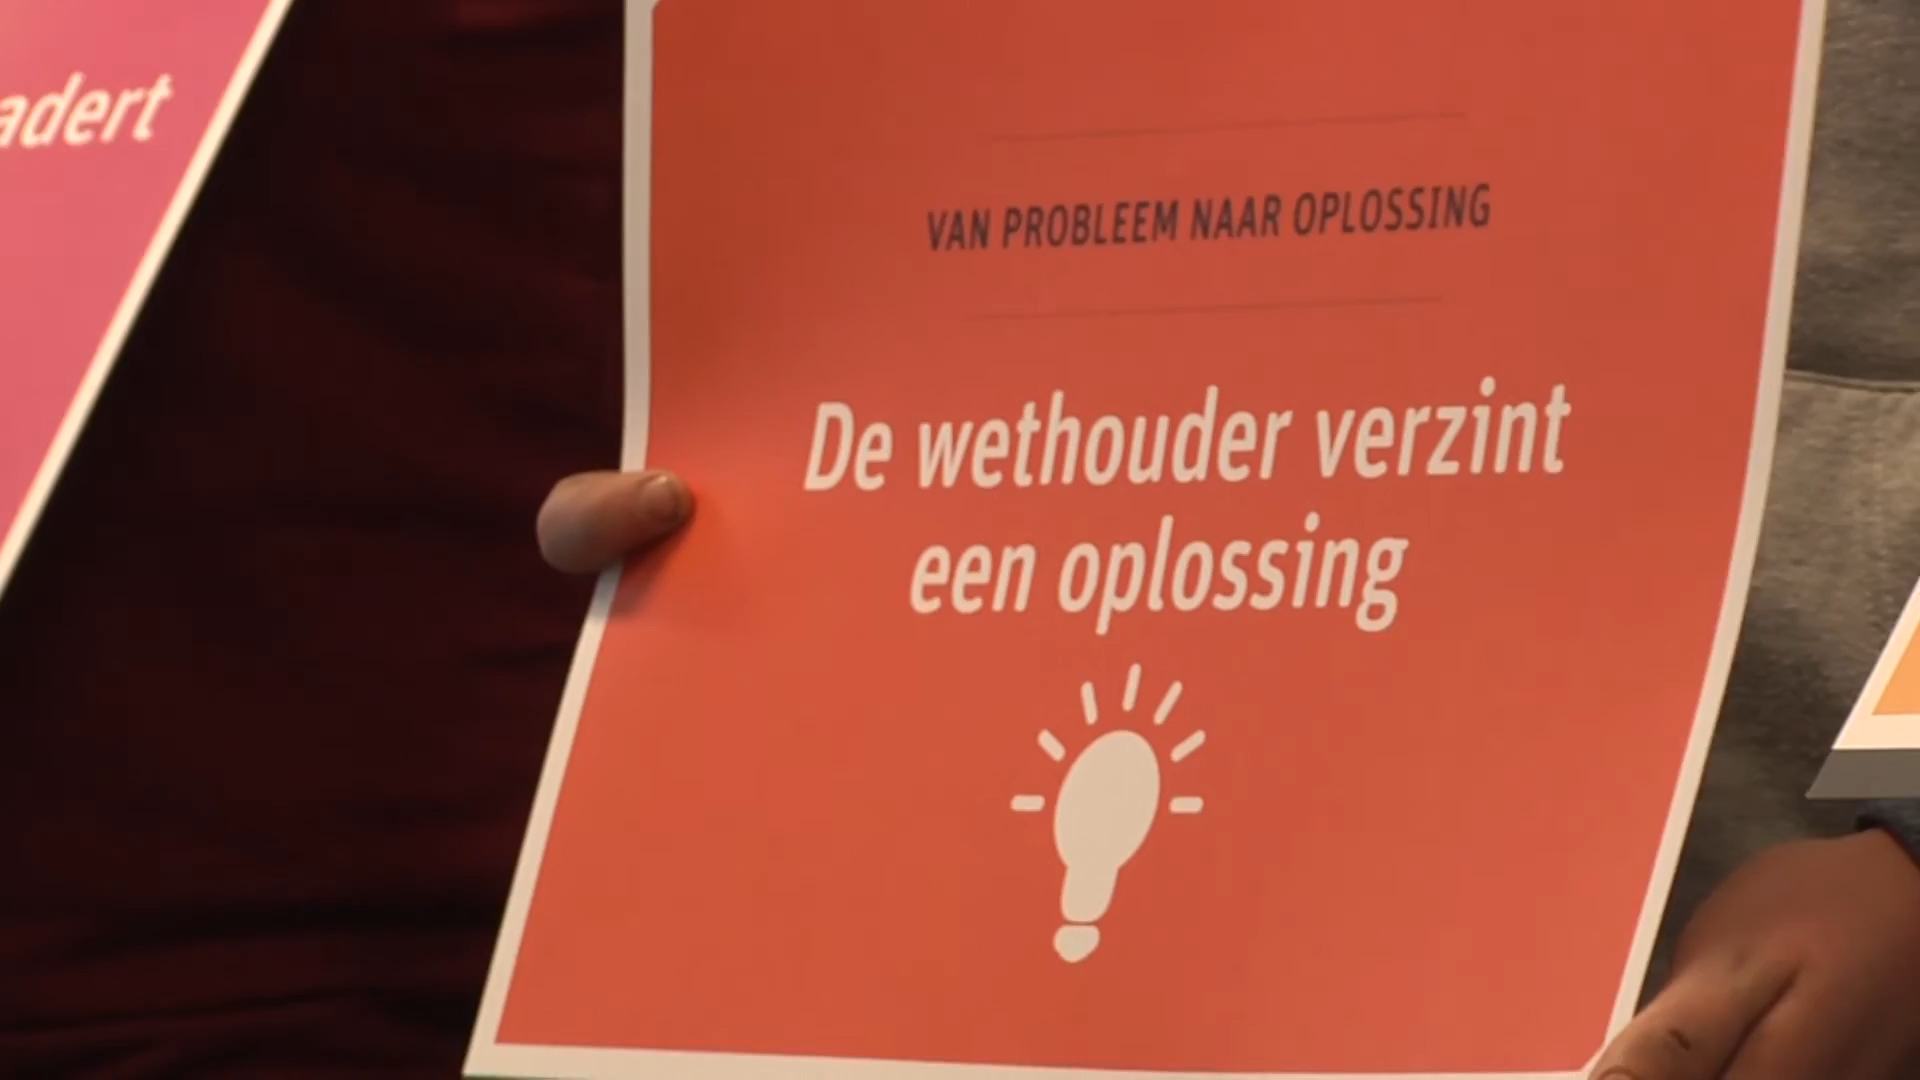 adert
VAN PROBLEEM NAAR OPLOSSING
De wethouder verzint
een oplossing